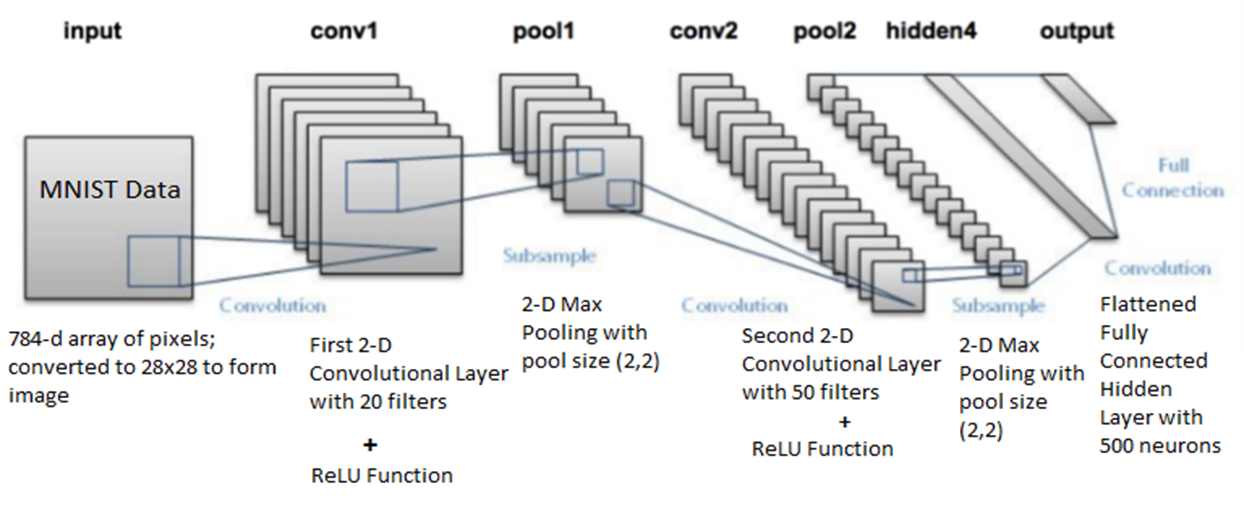 input
conv1
pool1
conv2
pool2
hidden4
output
MNIST Data
Full
Connection
Subsample
Convolution
Convolution
Subsample
Convolution
784-d array of pixels;
converted to 28x28 to form
image
First 2-D
Convolutional Layer
with 20 filters
+
ReLU Function
2-D Max
Pooling with
pool size (2,2)
Second 2-D
Convolutional Layer
with 50 filters
+
ReLU Function
2-D Max
Pooling with
pool size
(2,2)
Flattened
Fully
Connected
Hidden
Layer with
500 neurons